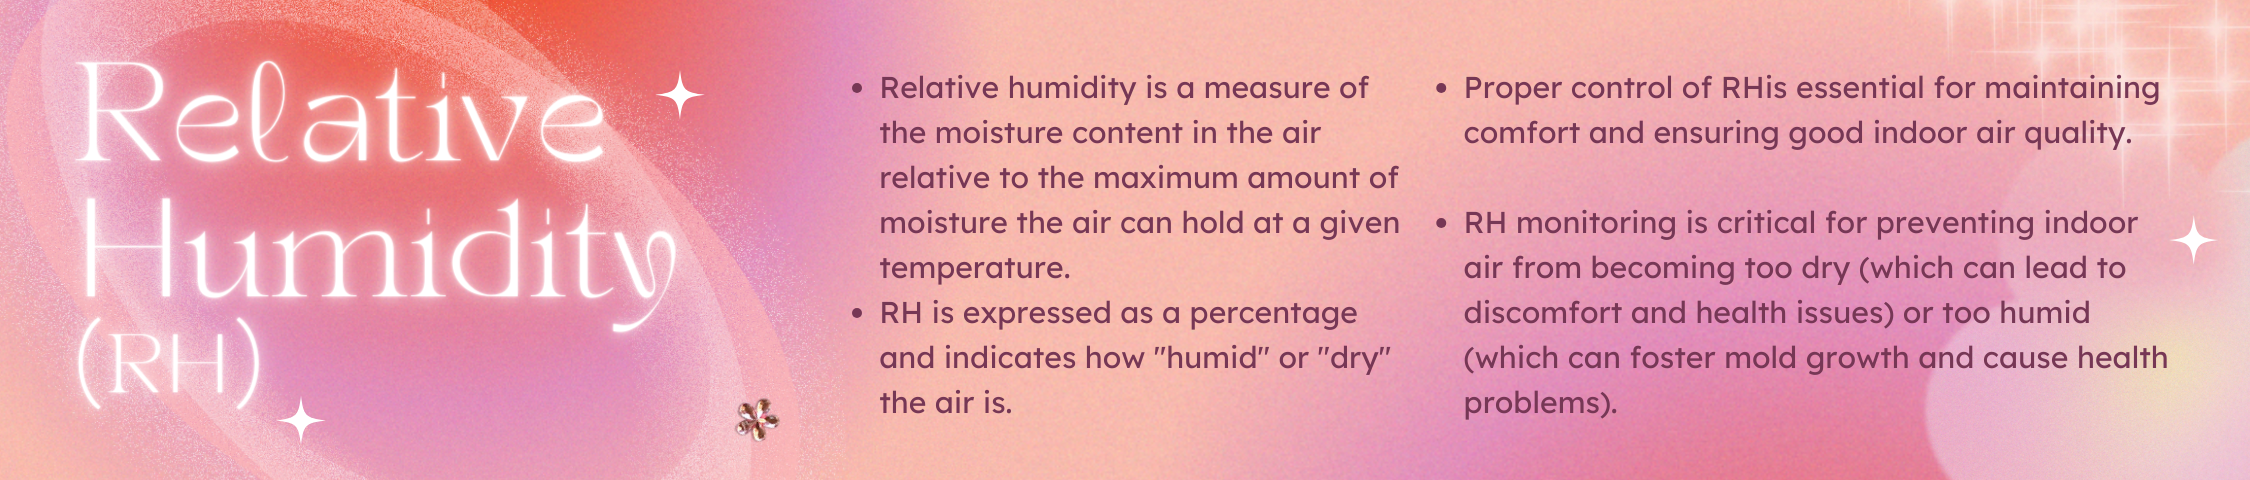 Relative
Humidity
(RH)
• Relative humidity is a measure of
the moisture content in the air
relative to the maximum amount of
moisture the air can hold at a given
temperature.
• RH is expressed as a percentage
and indicates how "humid" or "dry"
the air is.
• Proper control of RHis essential for maintaining
comfort and ensuring good indoor air quality.
• RH monitoring is critical for preventing indoor
air from becoming too dry (which can lead to
discomfort and health issues) or too humid
(which can foster mold growth and cause health
problems).